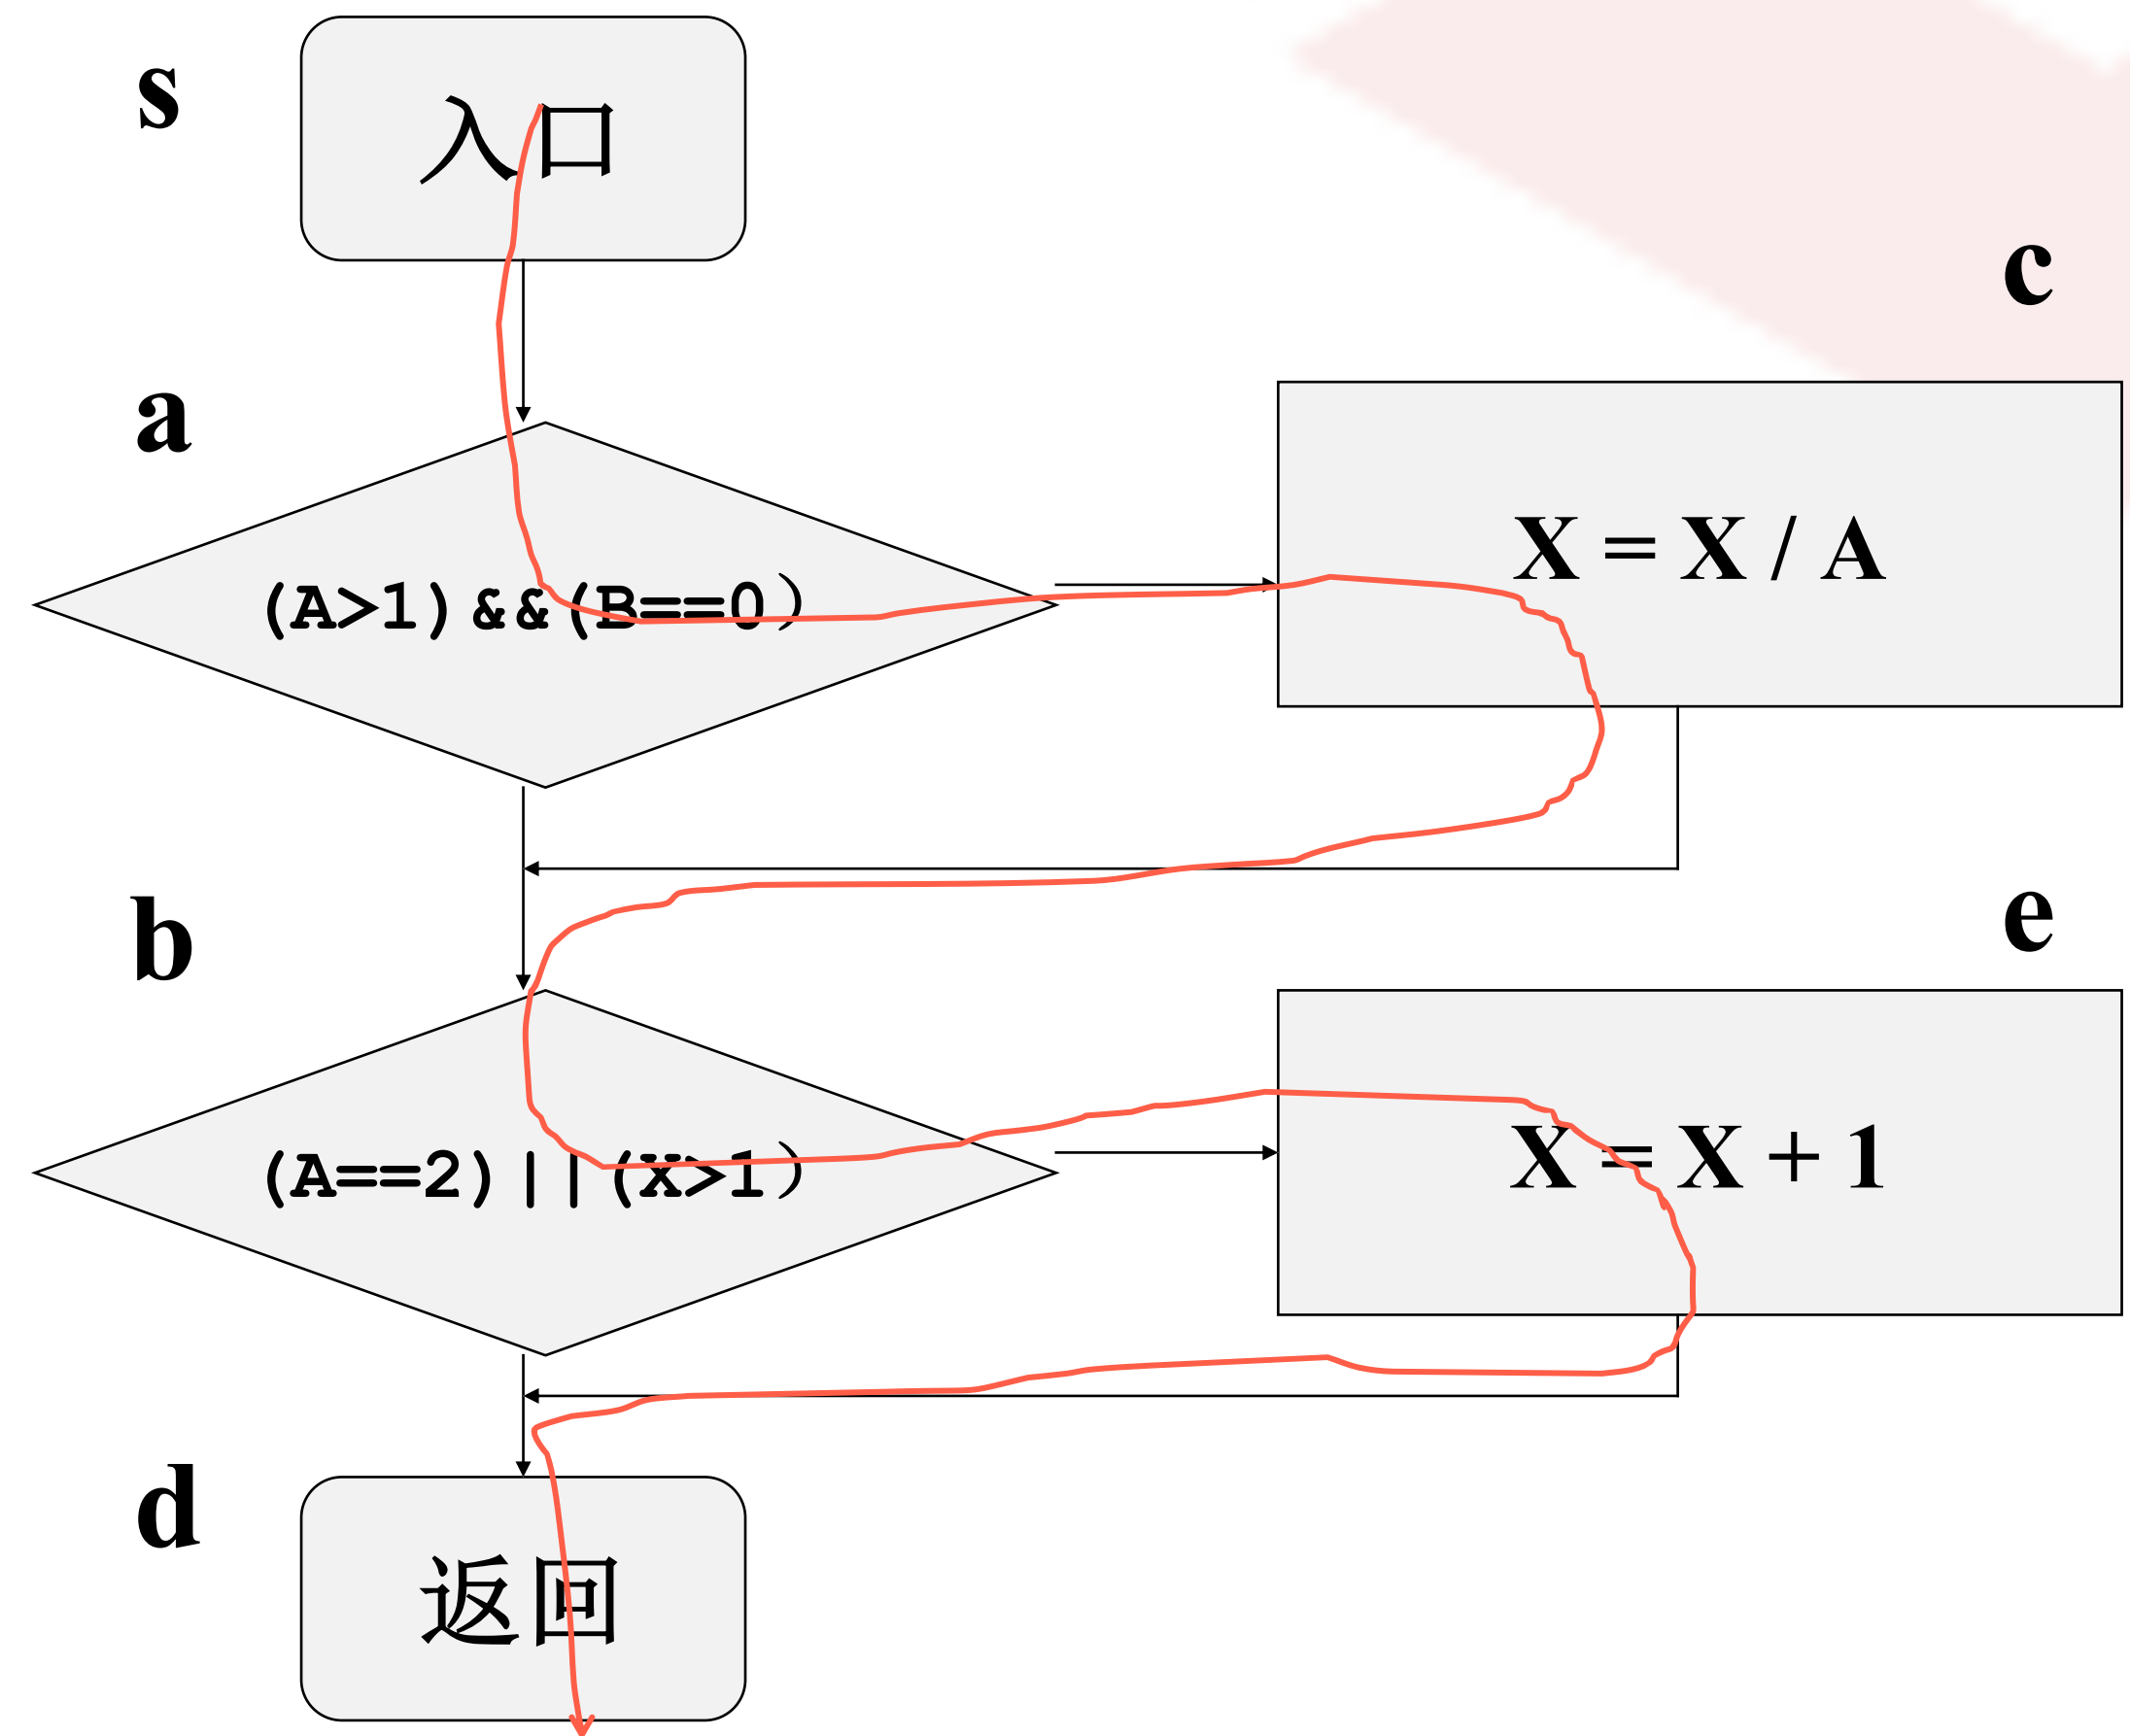 s
入口
c
a
X = X / A
(A>1)&&(B==0)
b
e
(A==2)||(x>1)
X = X + 1
d
返回